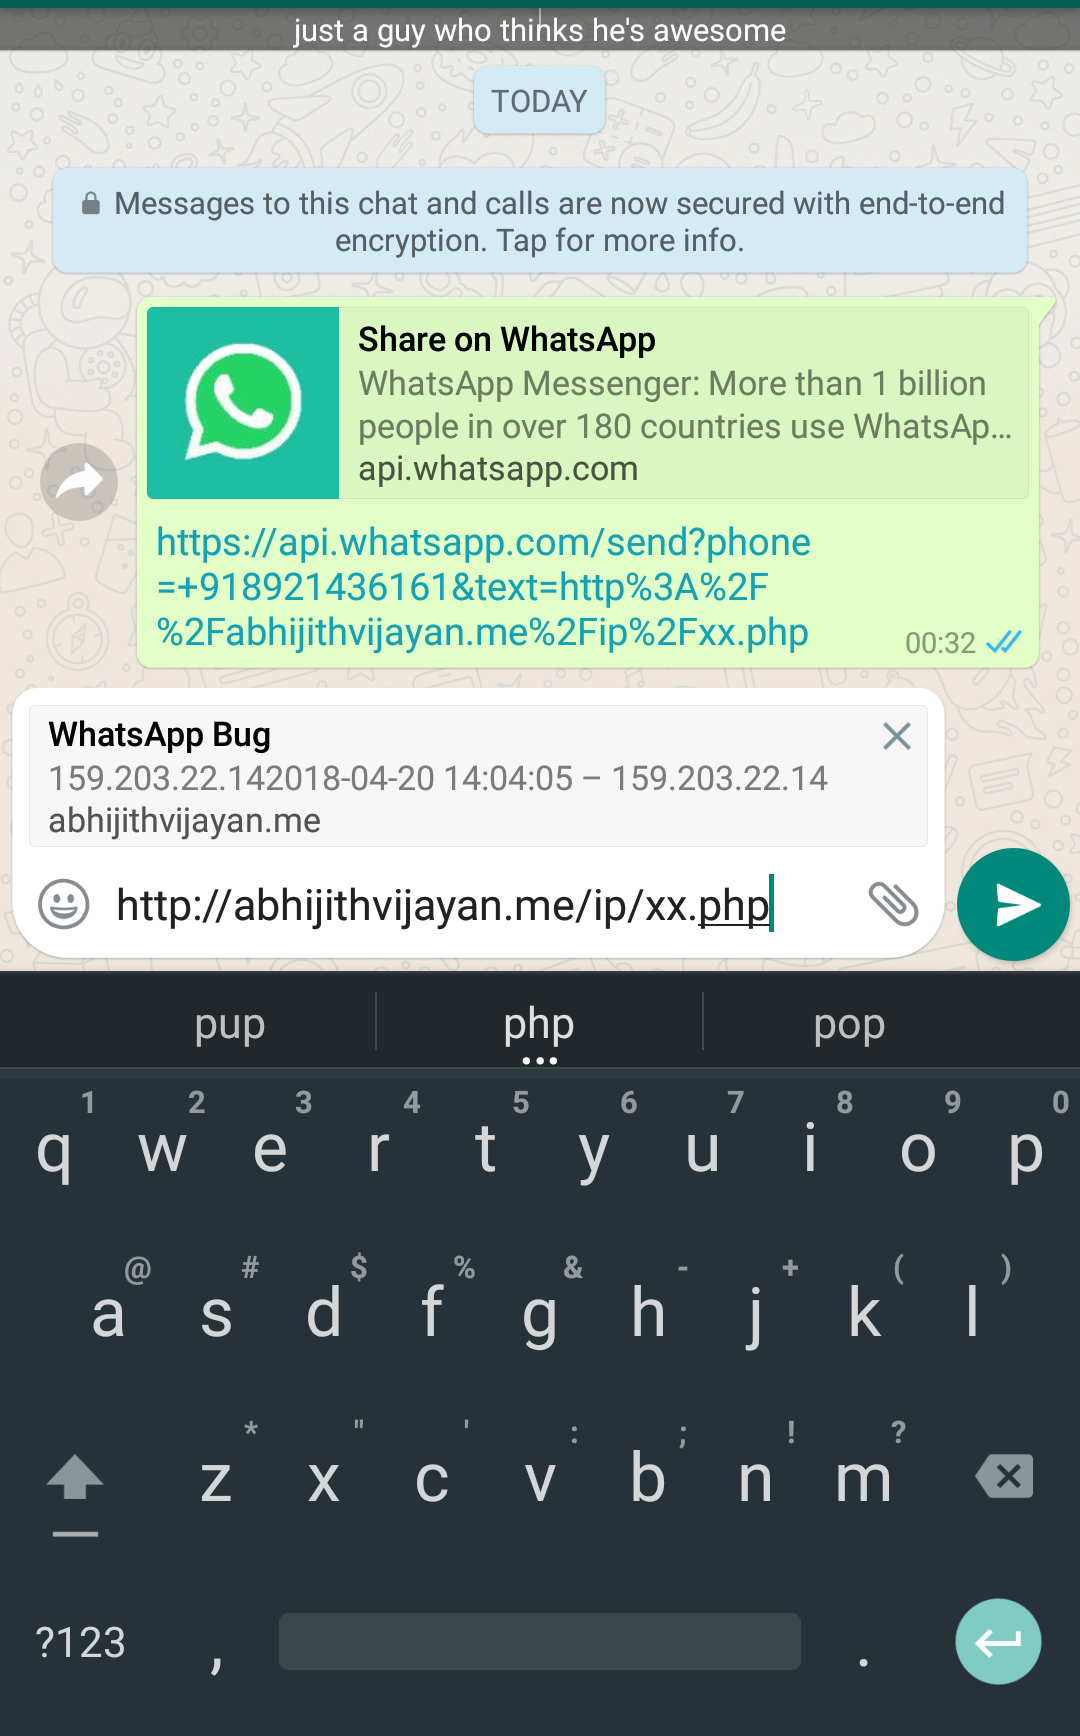 just a guy who thinks he's awesome
TODAY
Messages to this chat and calls are now secured with end-to-end
encryption. Tap for more info.
Share on WhatsApp
WhatsApp Messenger: More than 1 billion
people in over 180 countries use WhatsAp...
api.whatsapp.com
https://api.whatsapp.com/send?phone
=+918921436161&text=http%3A%2F
%2Fabhijithvijayan.me%2Fip%2Fxx.php
00:32
WhatsApp Bug
159.203.22.142018-04-20 14:04:05 – 159.203.22.14
abhijithvijayan.me
http://abhijithvijayan.me/ip/xx.php
pup php pop
1 2 3 4 5 6 7 8 9 0
q w e r t y u i o p
@ # $ % & - + ( )
a s d f g h j k l
* " ' : ; ! ?
z x c v b n m
?123 , .